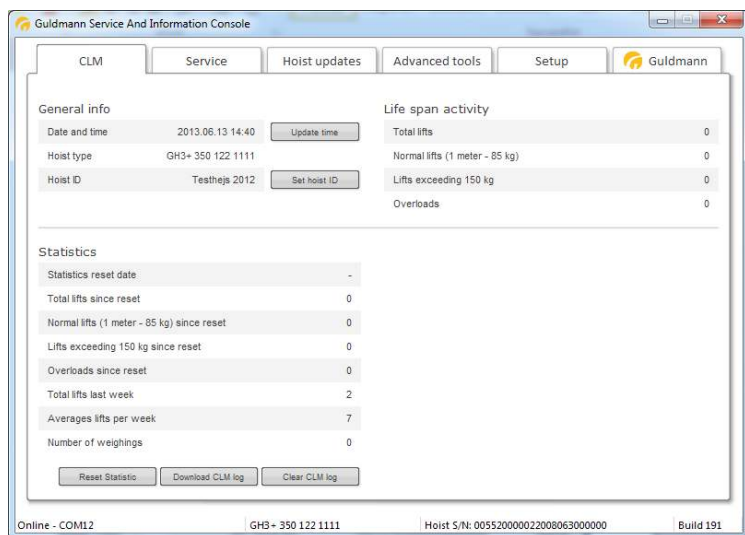 Guldmann Service And Information Console
CLM Service Hoist updates Advanced tools Setup Guldmann
General info
Date and time 2013.06.13 14:40 Update time
Hoist type GH3+ 350 122 1111
Hoist ID Testhejs 2012 Set hoist ID
Life span activity
Total lifts 0
Normal lifts (1 meter - 85 kg) 0
Lifts exceeding 150 kg 0
Overloads 0
Statistics
Statistics reset date -
Total lifts since reset 0
Normal lifts (1 meter - 85 kg) since reset 0
Lifts exceeding 150 kg since reset 0
Overloads since reset 0
Total lifts last week 2
Averages lifts per week 7
Number of weighings 0
Reset Statistic Download CLM log Clear CLM log
Online - COM12 GH3+ 350 122 1111 Hoist S/N: 005520000022008063000000 Build 191